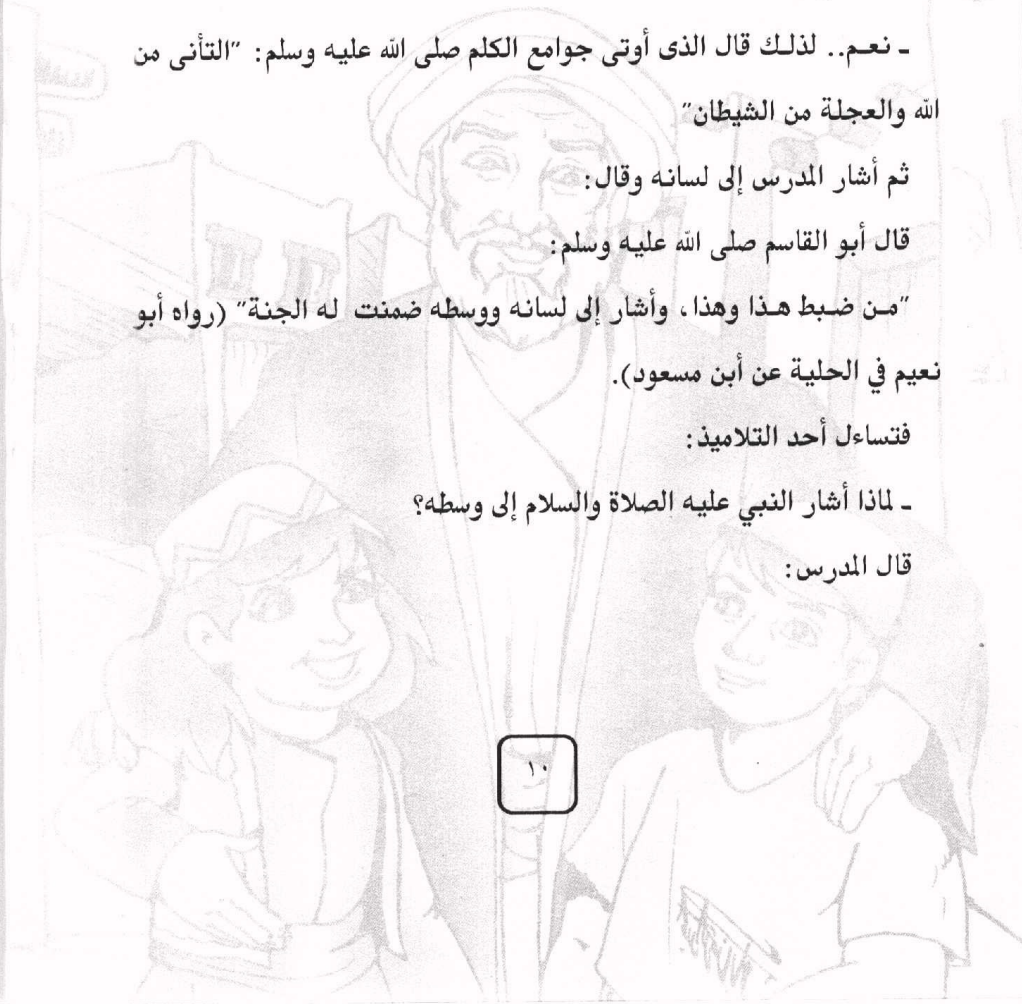 ـ نعـم.. لذلـك قال الذى أوتى جوامع الكلم صلى الله عليه وسلم: "التأنى من
الله والعجلة من الشيطان"
ثم أشار المدرس إلى لسانه وقال:
قال أبو القاسم صلى الله عليه وسلم:
"مـن ضـبط هـذا وهذا، وأشار إلى لسانه ووسطه ضمنت له الجنة" (رواه أبو
نعيم في الحلية عن أبن مسعود).
فتساءل أحد التلاميذ:
ـ لماذا أشار النبي عليه الصلاة والسلام إلى وسطه؟
قال المدرس:
١٠